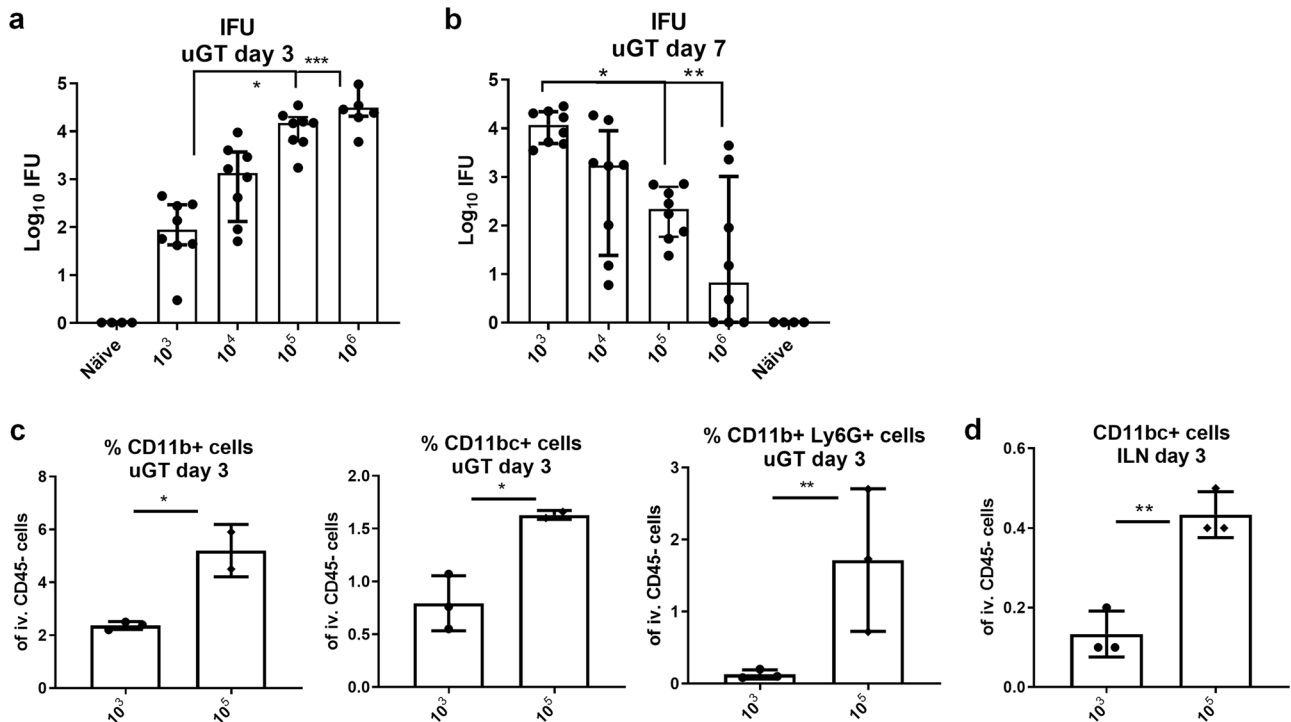 a
IFU
uGT day 3
*
***
Log10 IFU
5
4
3
2
1
0
Näive
10^3
10^4
10^5
10^6
b
IFU
uGT day 7
*
**
Log10 IFU
5
4
3
2
1
0
10^3
10^4
10^5
10^6
Näive
c
% CD11b+ cells
uGT day 3
*
of iv. CD45- cells
8
6
4
2
0
10^3
10^5
% CD11bc+ cells
uGT day 3
*
of iv. CD45- cells
2.0
1.5
1.0
0.5
0.0
10^3
10^5
% CD11b+ Ly6G+ cells
uGT day 3
**
of iv. CD45- cells
3
2
1
0
10^3
10^5
d
CD11bc+ cells
ILN day 3
**
of iv. CD45- cells
0.6
0.4
0.2
0.0
10^3
10^5